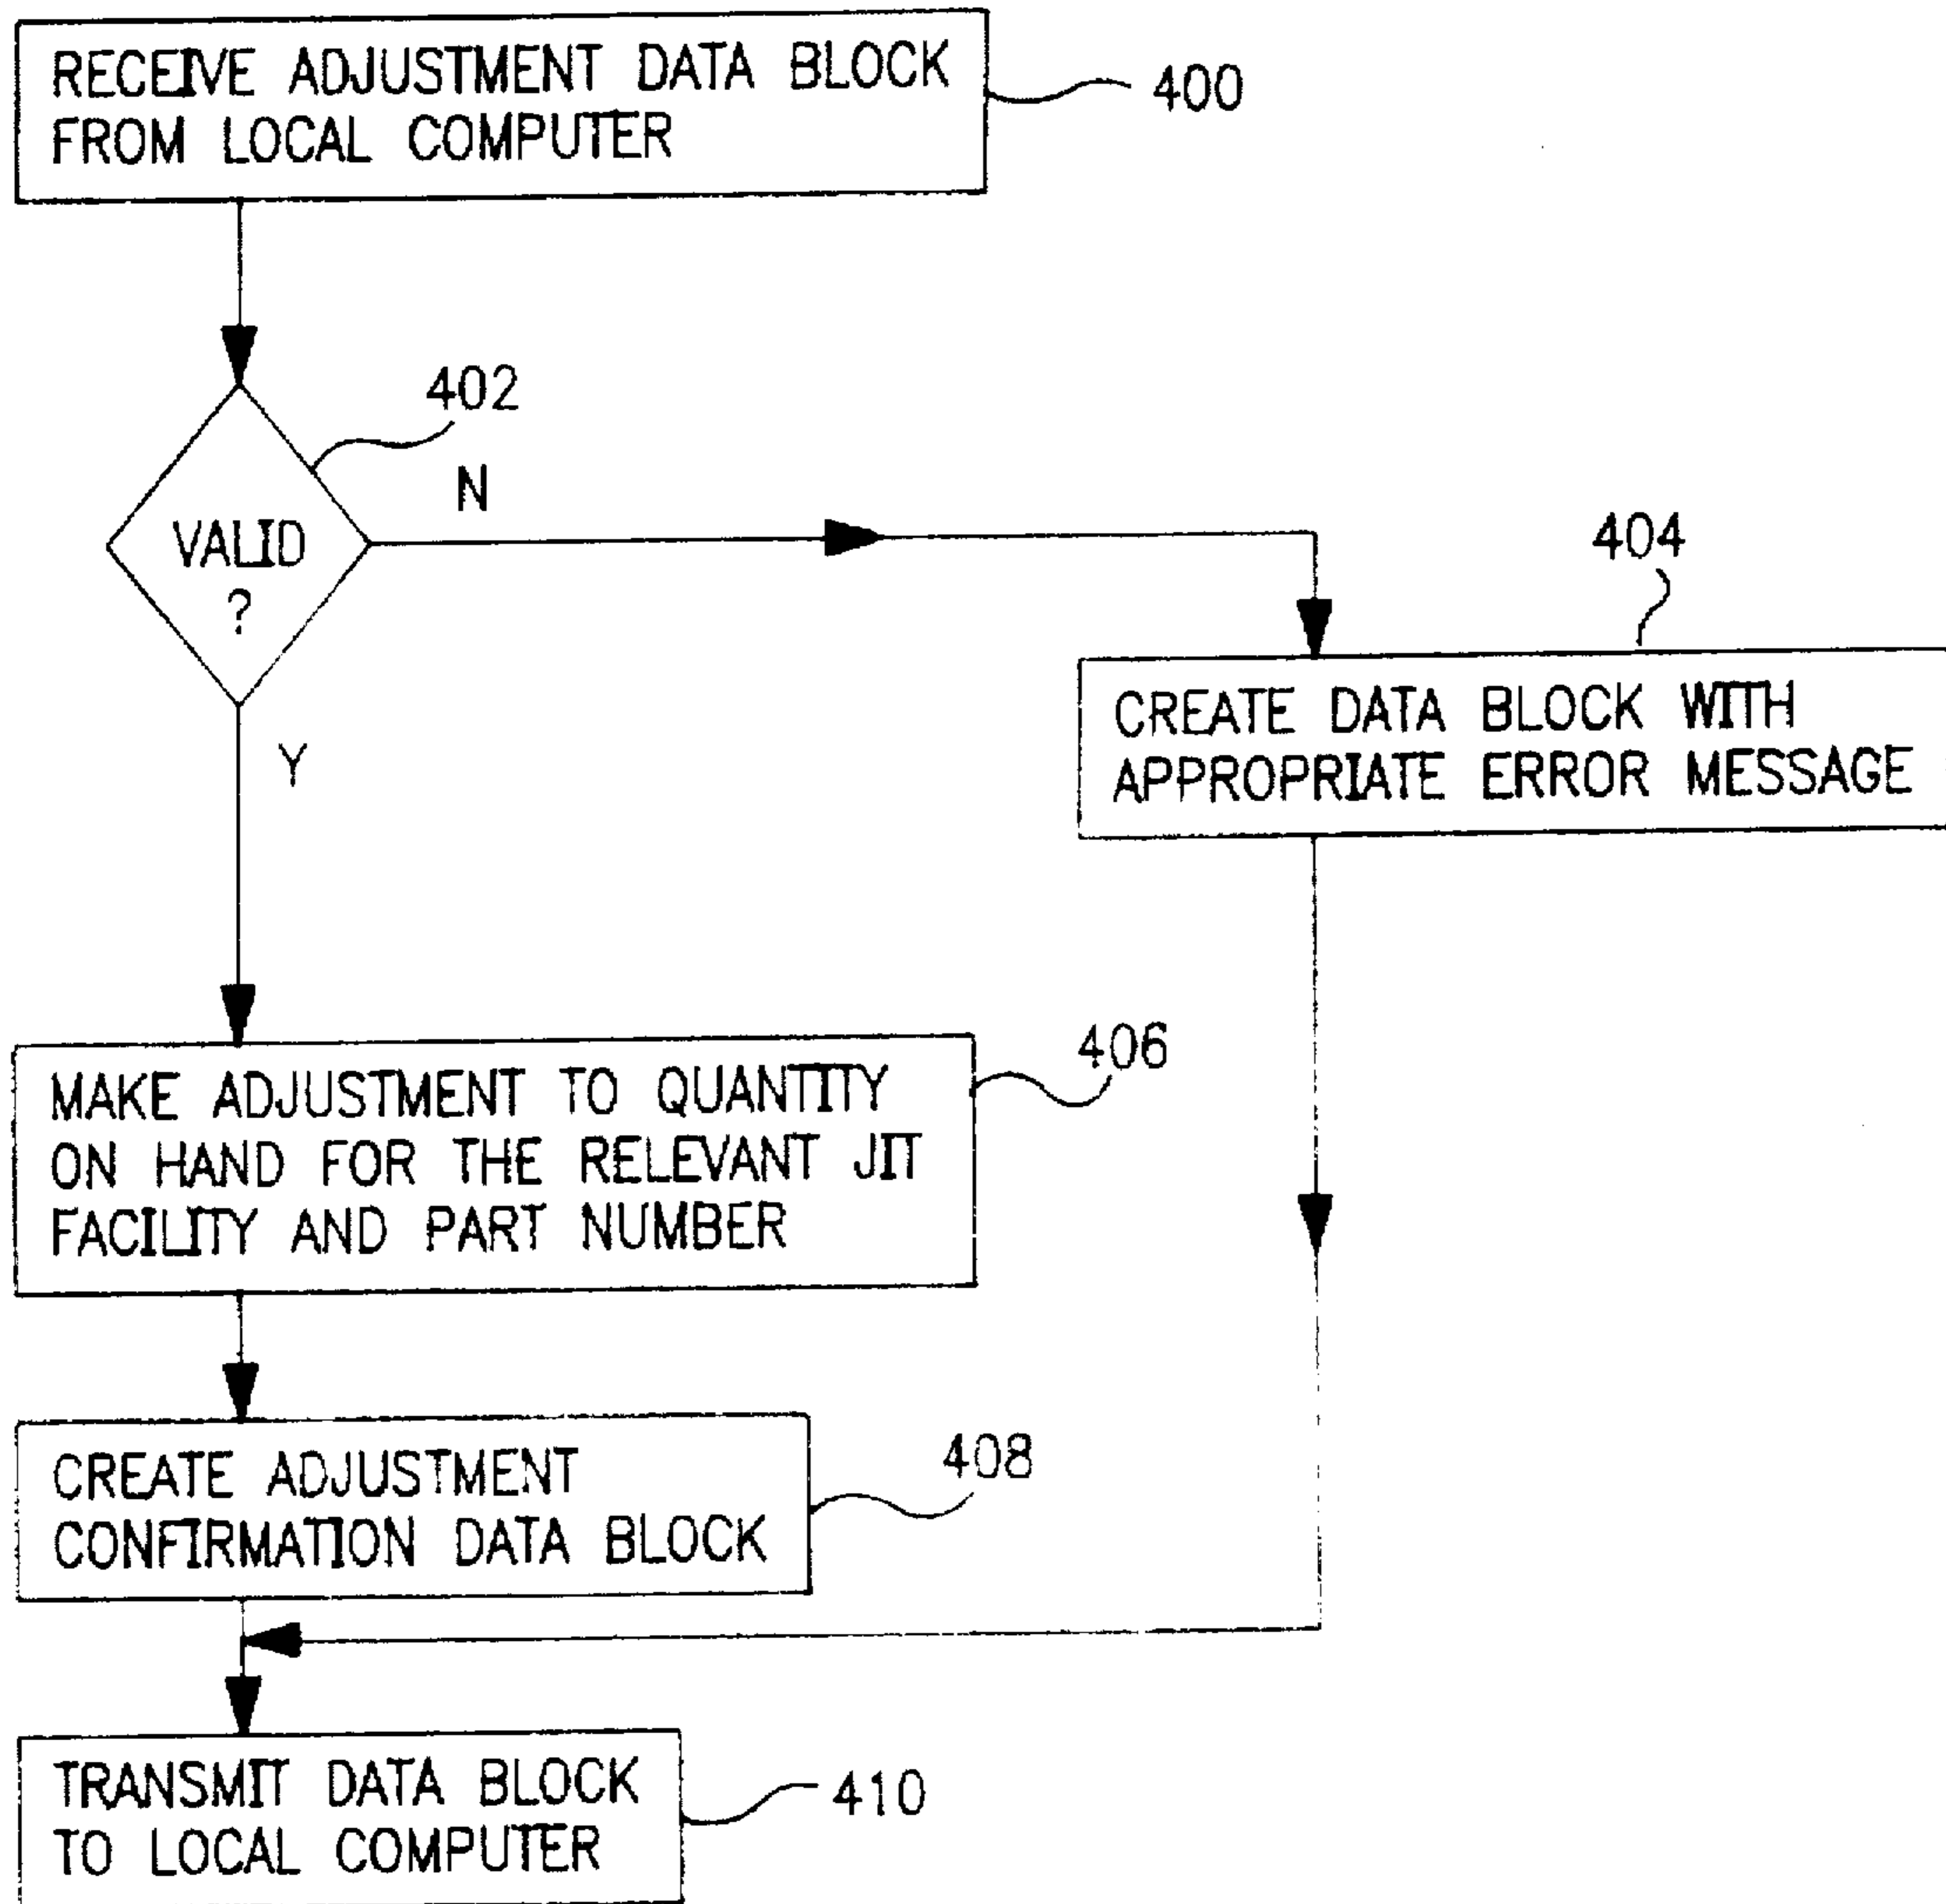 RECEIVE ADJUSTMENT DATA BLOCK
FROM LOCAL COMPUTER
400
402
N
VALID
?
404
Y
CREATE DATA BLOCK WITH
APPROPRIATE ERROR MESSAGE
406
MAKE ADJUSTMENT TO QUANTITY
ON HAND FOR THE RELEVANT JIT
FACILITY AND PART NUMBER
408
CREATE ADJUSTMENT
CONFIRMATION DATA BLOCK
TRANSMIT DATA BLOCK
TO LOCAL COMPUTER
410